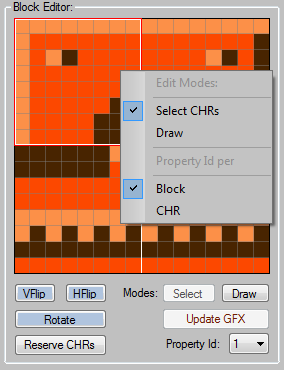 Block Editor:
Edit Modes:
Select CHRs
Draw
Property Id per
Block
CHR
VFlip HFlip Modes: Select Draw
Rotate Update GFX
Reserve CHRs Property Id: 1